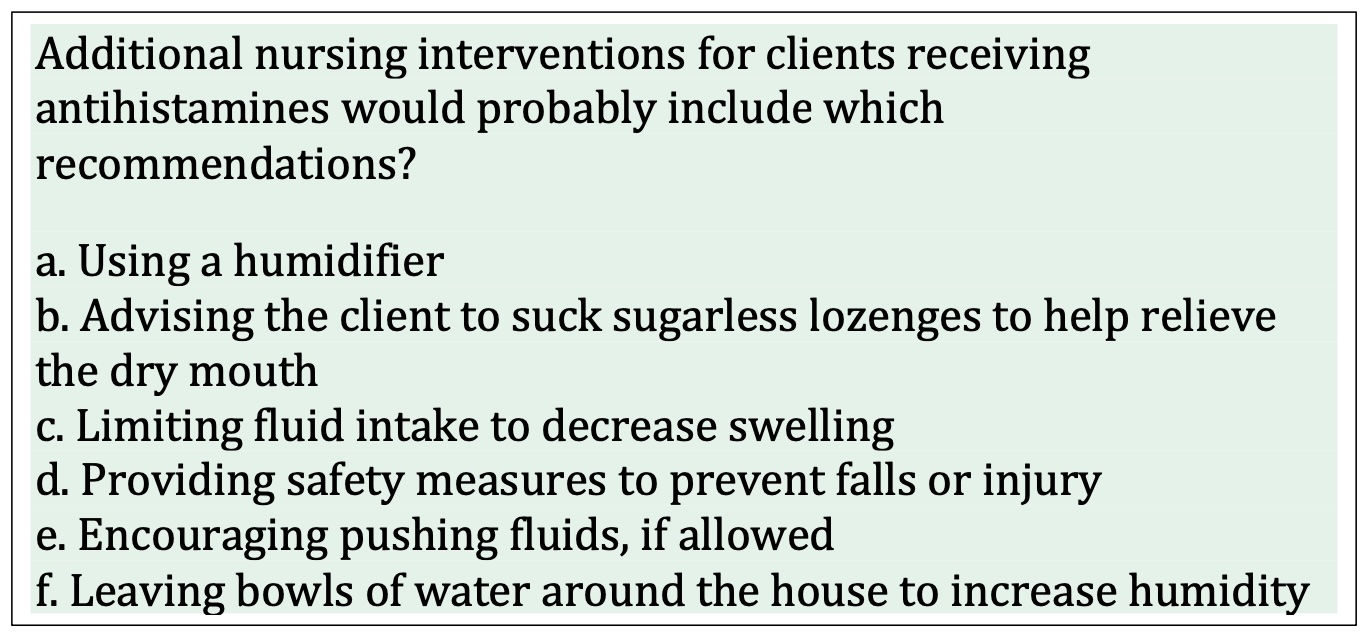 Additional nursing interventions for clients receiving
antihistamines would probably include which
recommendations?
a. Using a humidifier
b. Advising the client to suck sugarless lozenges to help relieve
the dry mouth
c. Limiting fluid intake to decrease swelling
d. Providing safety measures to prevent falls or injury
e. Encouraging pushing fluids, if allowed
f. Leaving bowls of water around the house to increase humidity